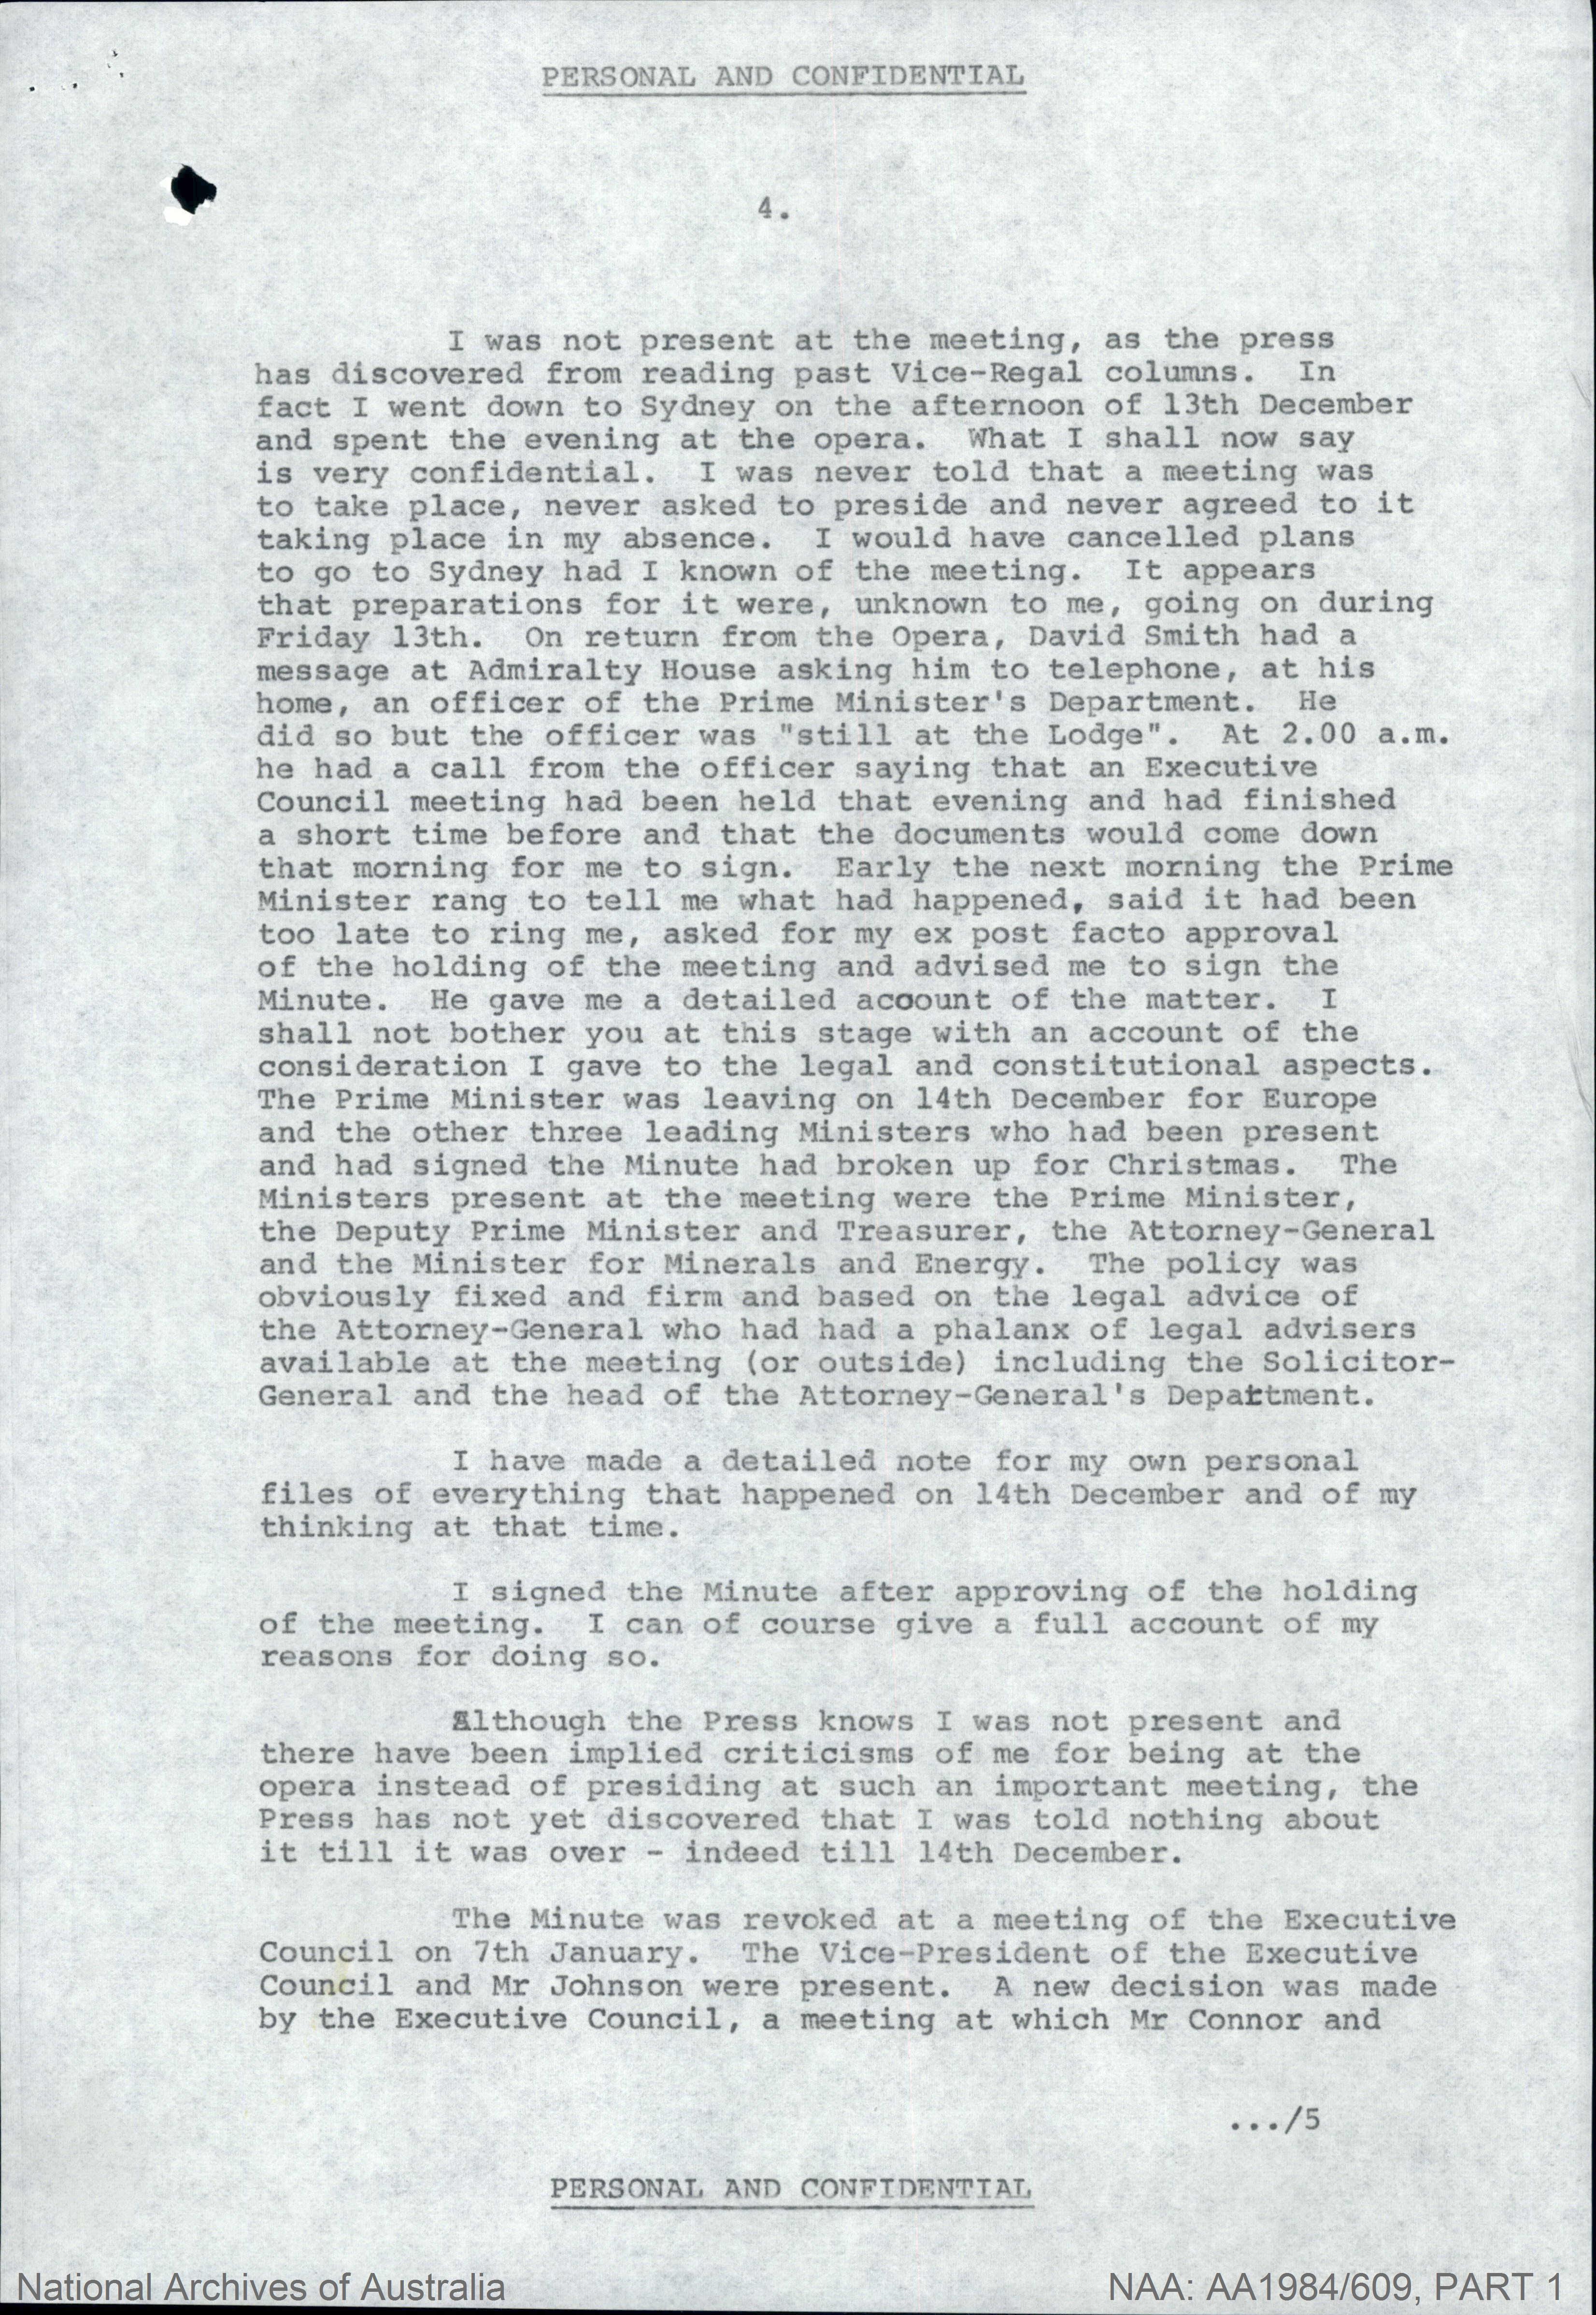 PERSONAL AND CONFIDENTIAL
4.
I was not present at the meeting, as the press
has discovered from reading past Vice-Regal columns. In
fact I went down to Sydney on the afternoon of 13th December
and spent the evening at the opera. What I shall now say
is very confidential. I was never told that a meeting was
to take place, never asked to preside and never agreed to it
taking place in my absence. I would have cancelled plans
to go to Sydney had I known of the meeting. It appears
that preparations for it were, unknown to me, going on during
Friday 13th. On return from the Opera, David Smith had a
message at Admiralty House asking him to telephone, at his
home, an officer of the Prime Minister's Department. He
did so but the officer was "still at the Lodge". At 2.00 a.m.
he had a call from the officer saying that an Executive
Council meeting had been held that evening and had finished
a short time before and that the documents would come down
that morning for me to sign. Early the next morning the Prime
Minister rang to tell me what had happened, said it had been
too late to ring me, asked for my ex post facto approval
of the holding of the meeting and advised me to sign the
Minute. He gave me a detailed acoount of the matter. I
shall not bother you at this stage with an account of the
consideration I gave to the legal and constitutional aspects.
The Prime Minister was leaving on 14th December for Europe
and the other three leading Ministers who had been present
and had signed the Minute had broken up for Christmas. The
Ministers present at the meeting were the Prime Minister,
the Deputy Prime Minister and Treasurer, the Attorney-General
and the Minister for Minerals and Energy. The policy was
obviously fixed and firm and based on the legal advice of
the Attorney-General who had had a phalanx of legal advisers
available at the meeting (or outside) including the Solicitor-
General and the head of the Attorney-General's Department.
I have made a detailed note for my own personal
files of everything that happened on 14th December and of my
thinking at that time.
I signed the Minute after approving of the holding
of the meeting. I can of course give a full account of my
reasons for doing so.
Although the Press knows I was not present and
there have been implied criticisms of me for being at the
opera instead of presiding at such an important meeting, the
Press has not yet discovered that I was told nothing about
it till it was over - indeed till 14th December.
The Minute was revoked at a meeting of the Executive
Council on 7th January. The Vice-President of the Executive
Council and Mr Johnson were present. A new decision was made
by the Executive Council, a meeting at which Mr Connor and
.../5
PERSONAL AND CONFIDENTIAL
National Archives of Australia
NAA: AA1984/609, PART 1